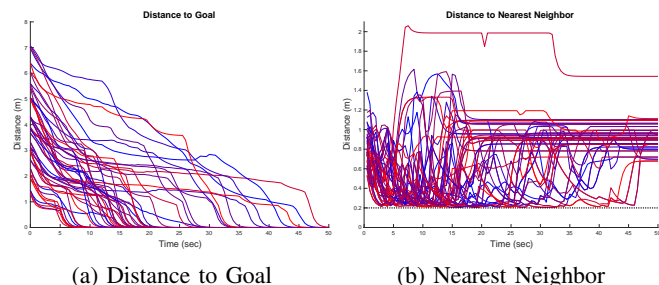 Distance to Goal
8
7
6
5
4
3
2
1
0
Distance (m)
0 5 10 15 20 25 30 35 40 45 50
Time (sec)
(a) Distance to Goal
Distance to Nearest Neighbor
2
1.8
1.6
1.4
1.2
1
0.8
0.6
0.4
0.2
0
Distance (m)
0 5 10 15 20 25 30 35 40 45 50
Time (sec)
(b) Nearest Neighbor